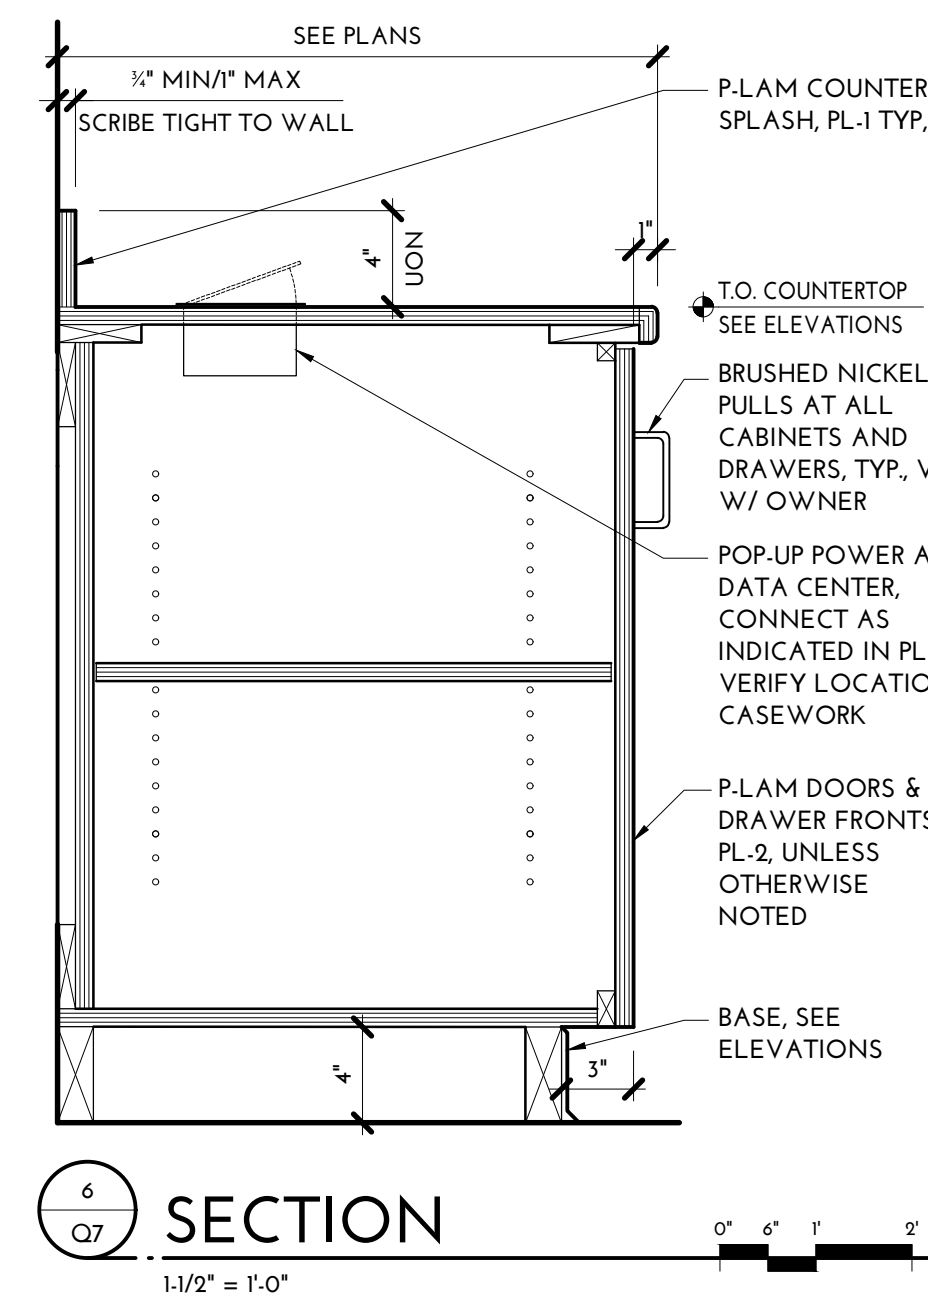 SEE PLANS
¾" MIN/1" MAX
SCRIBE TIGHT TO WALL
P-LAM COUNTER
SPLASH, PL-1 TYP,
4"
UON
1"
T.O. COUNTERTOP
SEE ELEVATIONS
BRUSHED NICKEL
PULLS AT ALL
CABINETS AND
DRAWERS, TYP., V
W/ OWNER
POP-UP POWER A
DATA CENTER,
CONNECT AS
INDICATED IN PL
VERIFY LOCATIO
CASEWORK
P-LAM DOORS &
DRAWER FRONTS
PL-2, UNLESS
OTHERWISE
NOTED
BASE, SEE
ELEVATIONS
4"
3"
6
Q7
SECTION
1-1/2" = 1'-0"
0" 6" 1' 2'